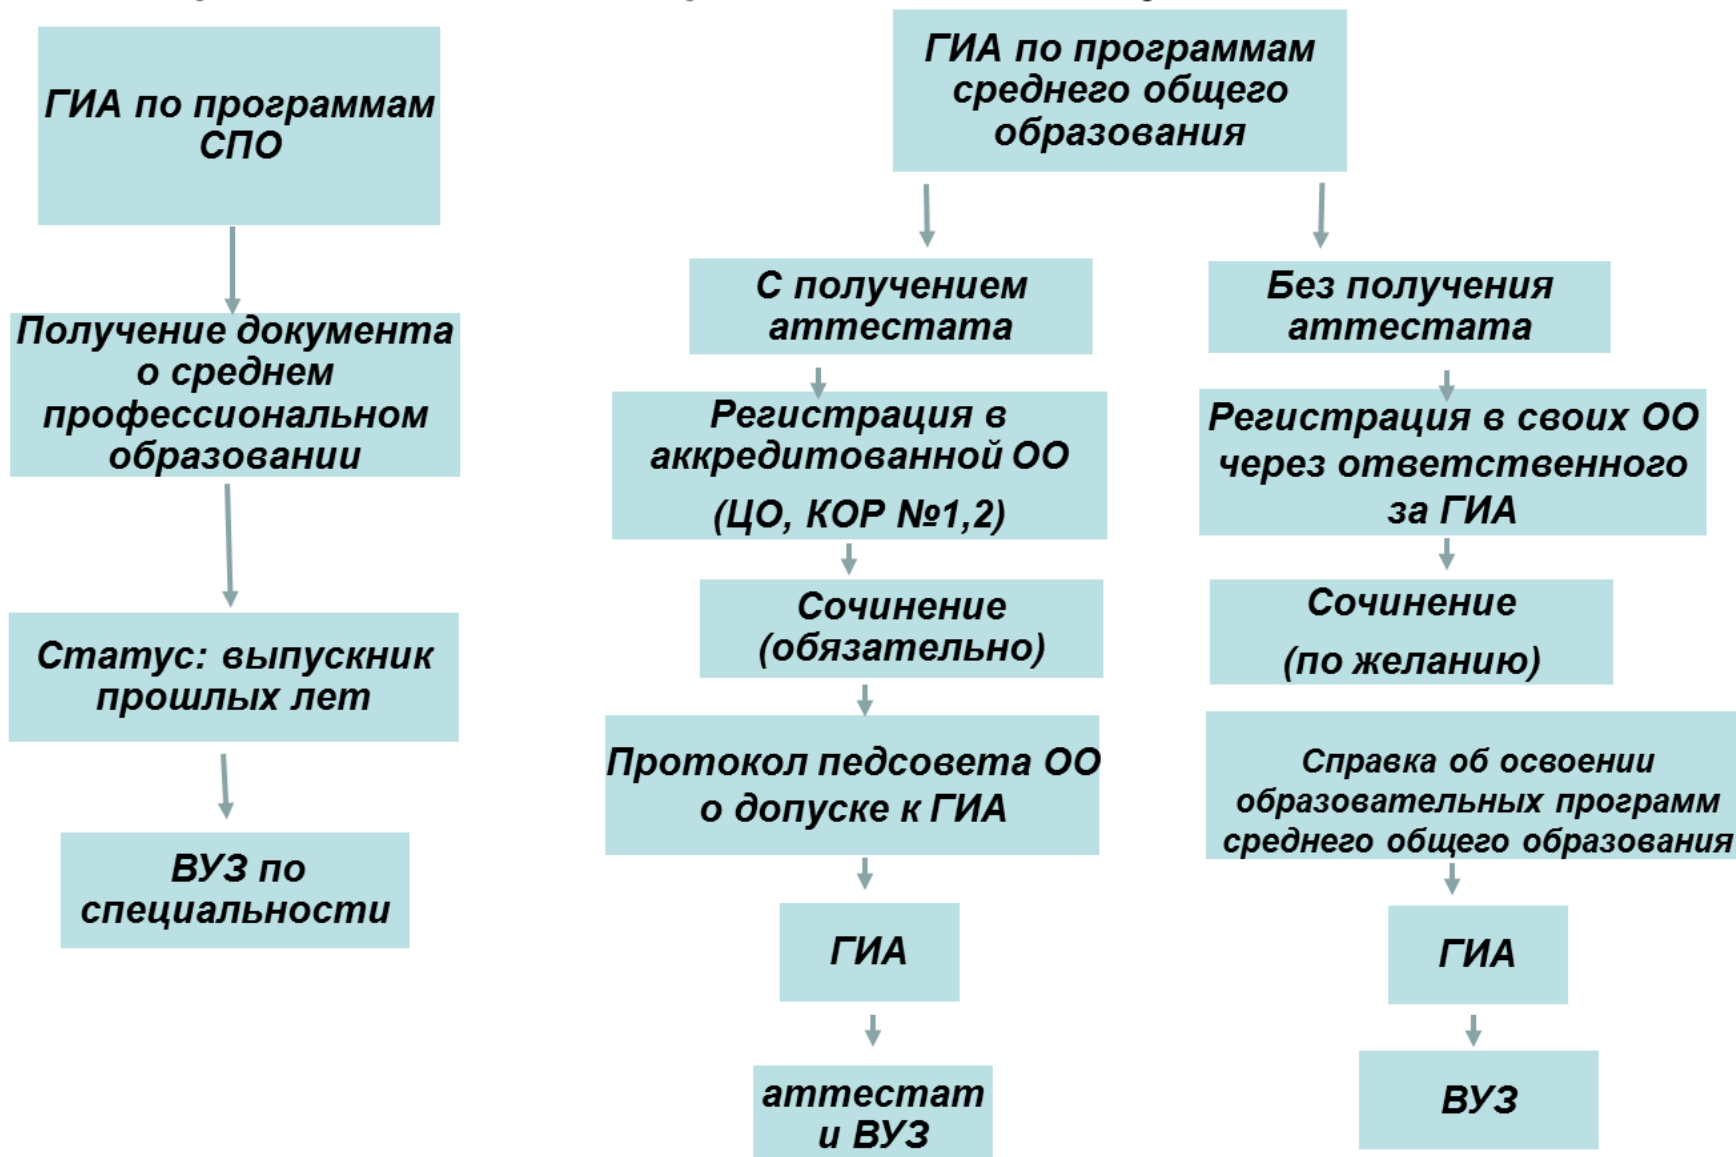 ГИА по программам
СПО
Получение документа
о среднем
профессиональном
образовании
Статус: выпускник
прошлых лет
ВУЗ по
специальности
ГИА по программам
среднего общего
образования
С получением
аттестата
Регистрация в
аккредитованной ОО
(ЦО, КОР №1,2)
Сочинение
(обязательно)
Протокол педсовета ОО
о допуске к ГИА
ГИА
аттестат
и ВУЗ
Без получения
аттестата
Регистрация в своих ОО
через ответственного
за ГИА
Сочинение
(по желанию)
Справка об освоении
образовательных программ
среднего общего образования
ГИА
ВУЗ